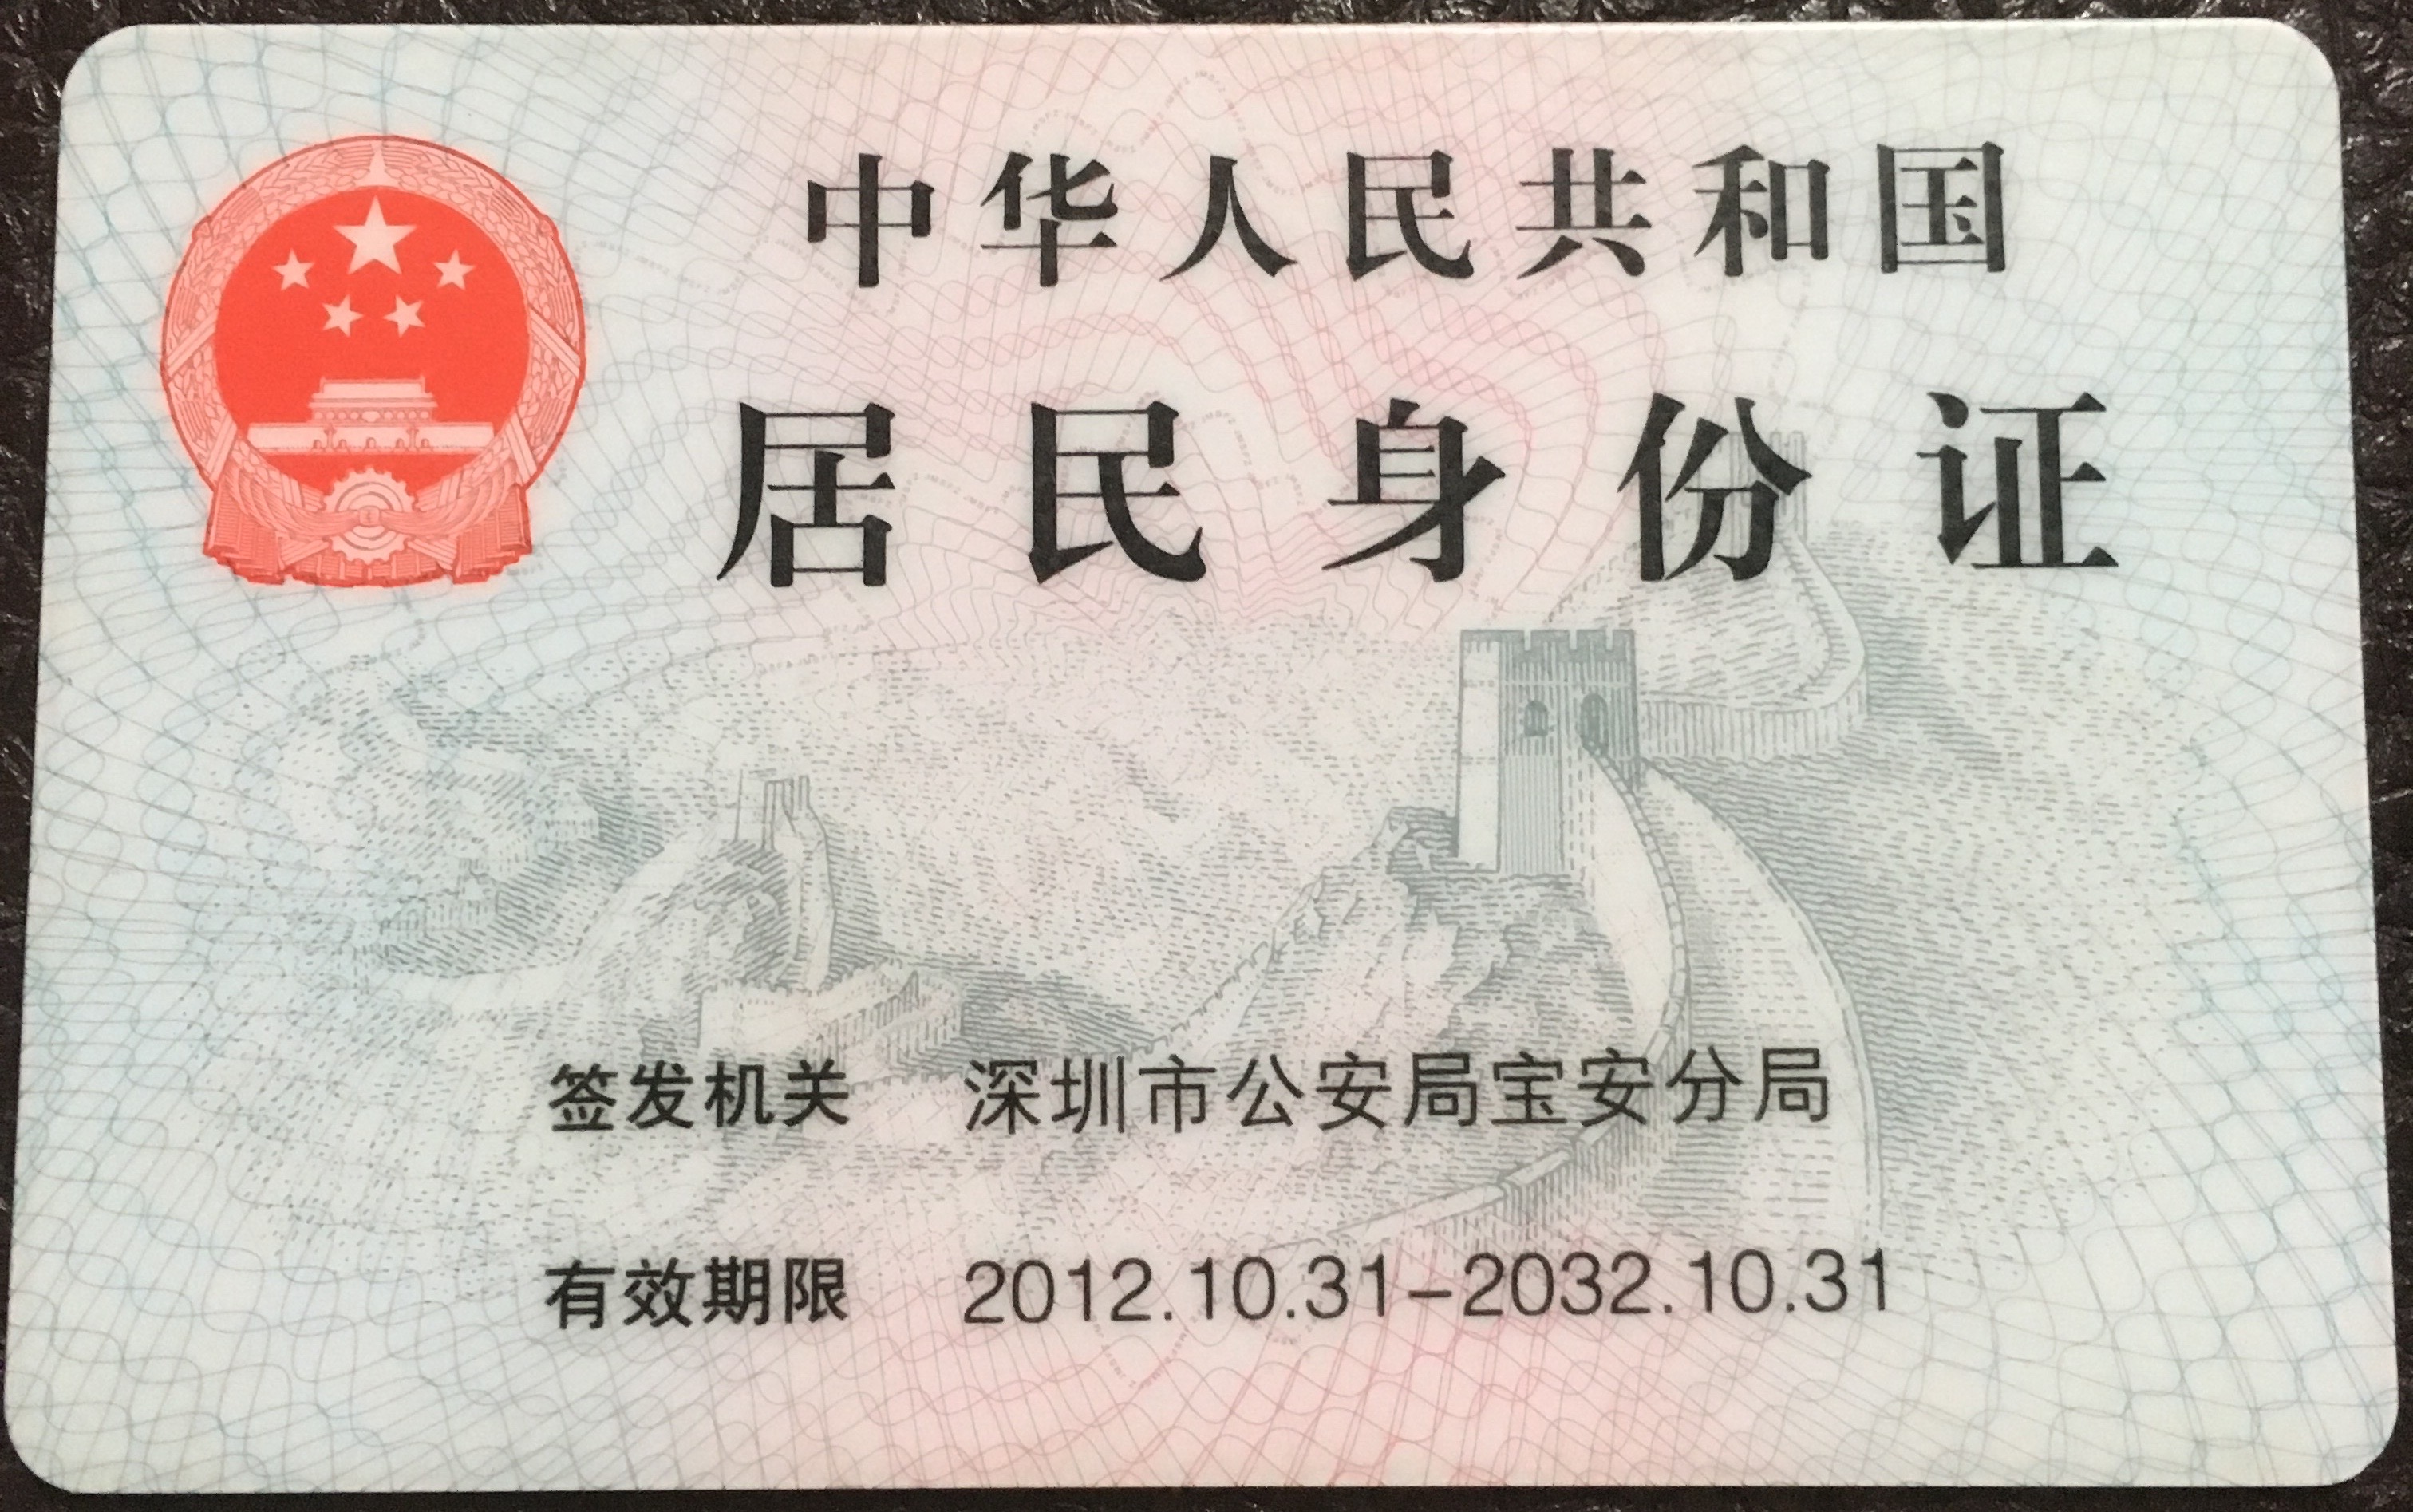 中华人民共和国
居民身份证
签发机关 深圳市公安局宝安分局
有效期限 2012.10.31-2032.10.31